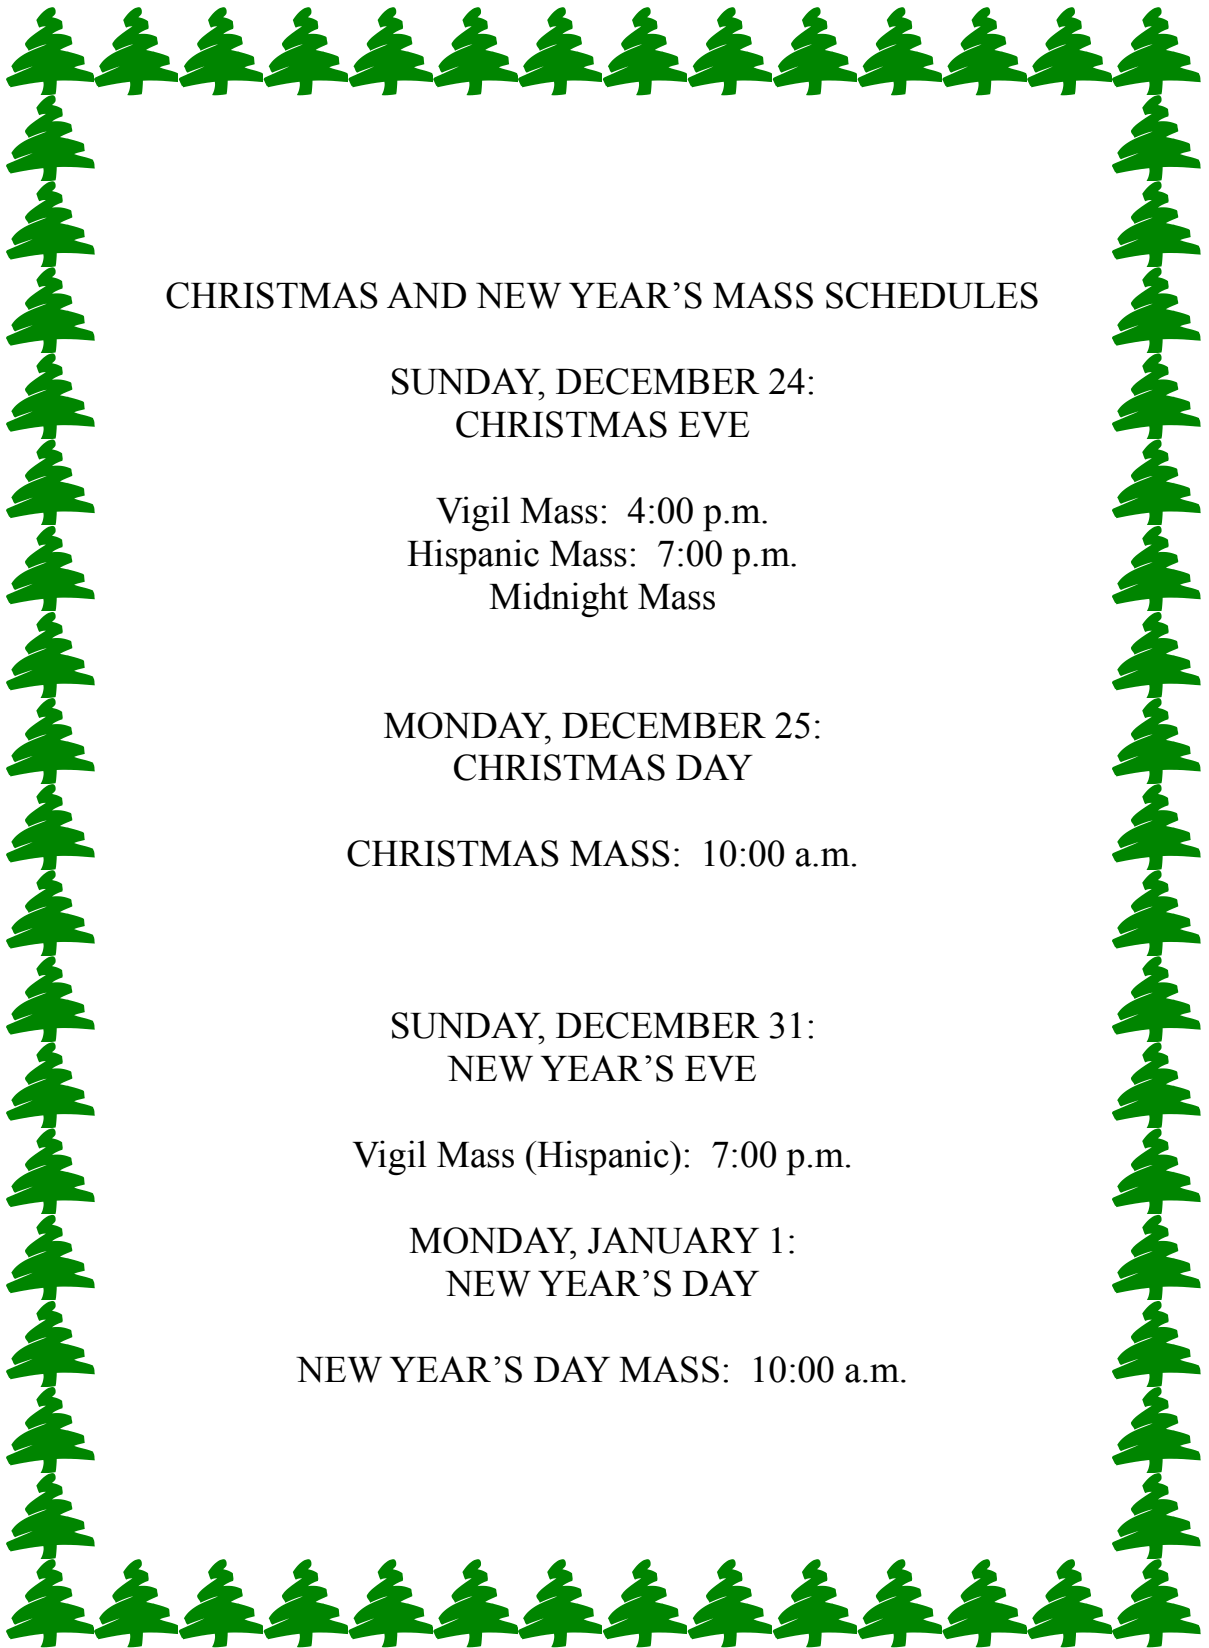 CHRISTMAS AND NEW YEAR’S MASS SCHEDULES
SUNDAY, DECEMBER 24:
CHRISTMAS EVE
Vigil Mass:  4:00 p.m.
Hispanic Mass:  7:00 p.m.
Midnight Mass
MONDAY, DECEMBER 25:
CHRISTMAS DAY
CHRISTMAS MASS:  10:00 a.m.
SUNDAY, DECEMBER 31:
NEW YEAR’S EVE
Vigil Mass (Hispanic):  7:00 p.m.
MONDAY, JANUARY 1:
NEW YEAR’S DAY
NEW YEAR’S DAY MASS:  10:00 a.m.